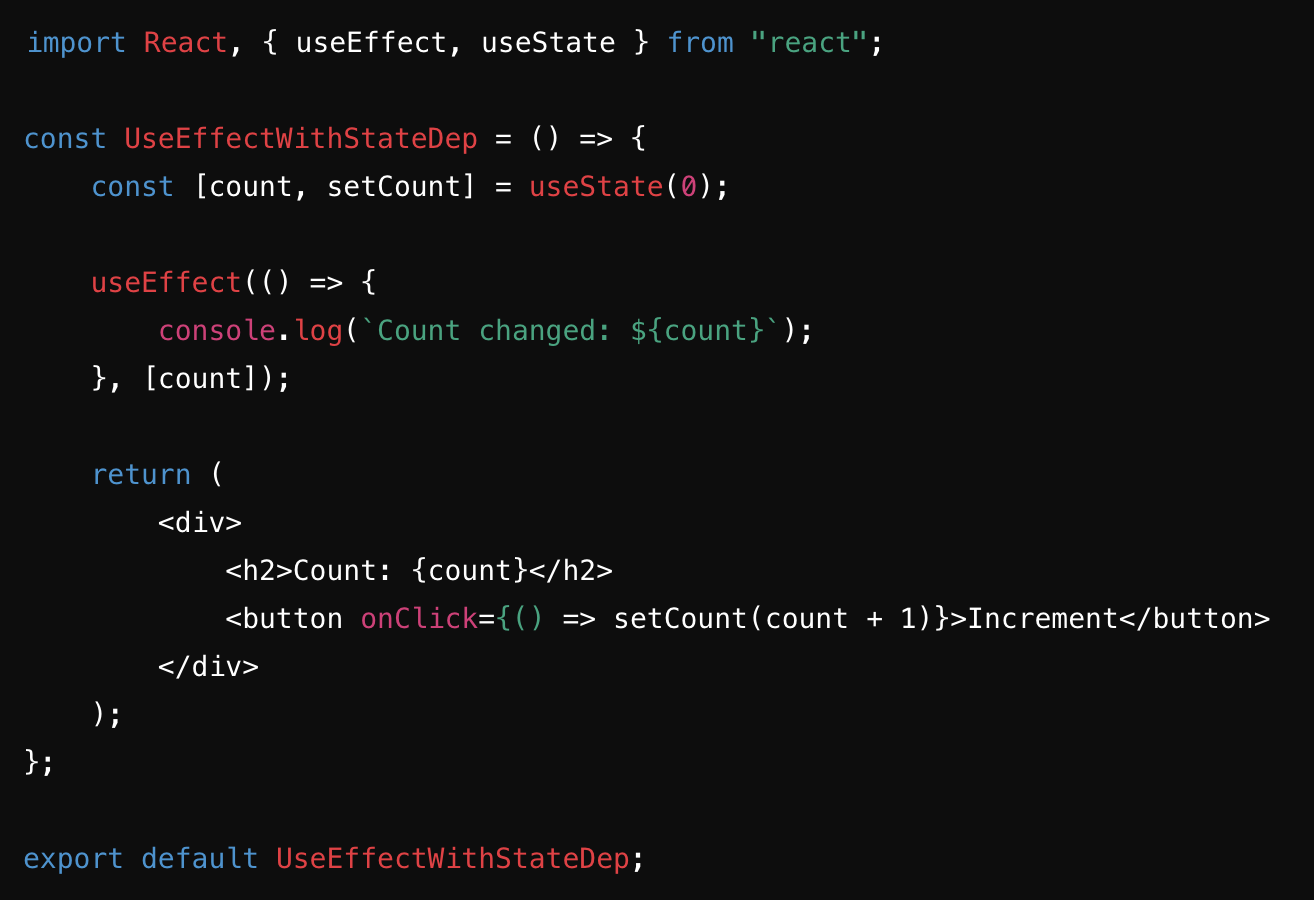 import React, { useEffect, useState } from "react";

const UseEffectWithStateDep = () => {
    const [count, setCount] = useState(0);

    useEffect(() => {
        console.log(`Count changed: ${count}`);
    }, [count]);

    return (
        <div>
            <h2>Count: {count}</h2>
            <button onClick={() => setCount(count + 1)}>Increment</button>
        </div>
    );
};

export default UseEffectWithStateDep;